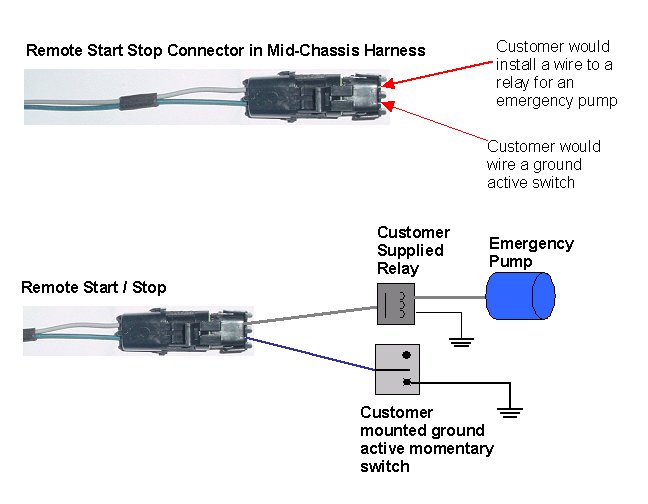 Remote Start Stop Connector in Mid-Chassis Harness
Customer would
install a wire to a
relay for an
emergency pump
Customer would
wire a ground
active switch
Customer
Supplied
Relay
Emergency
Pump
Remote Start / Stop
Customer
mounted ground
active momentary
switch